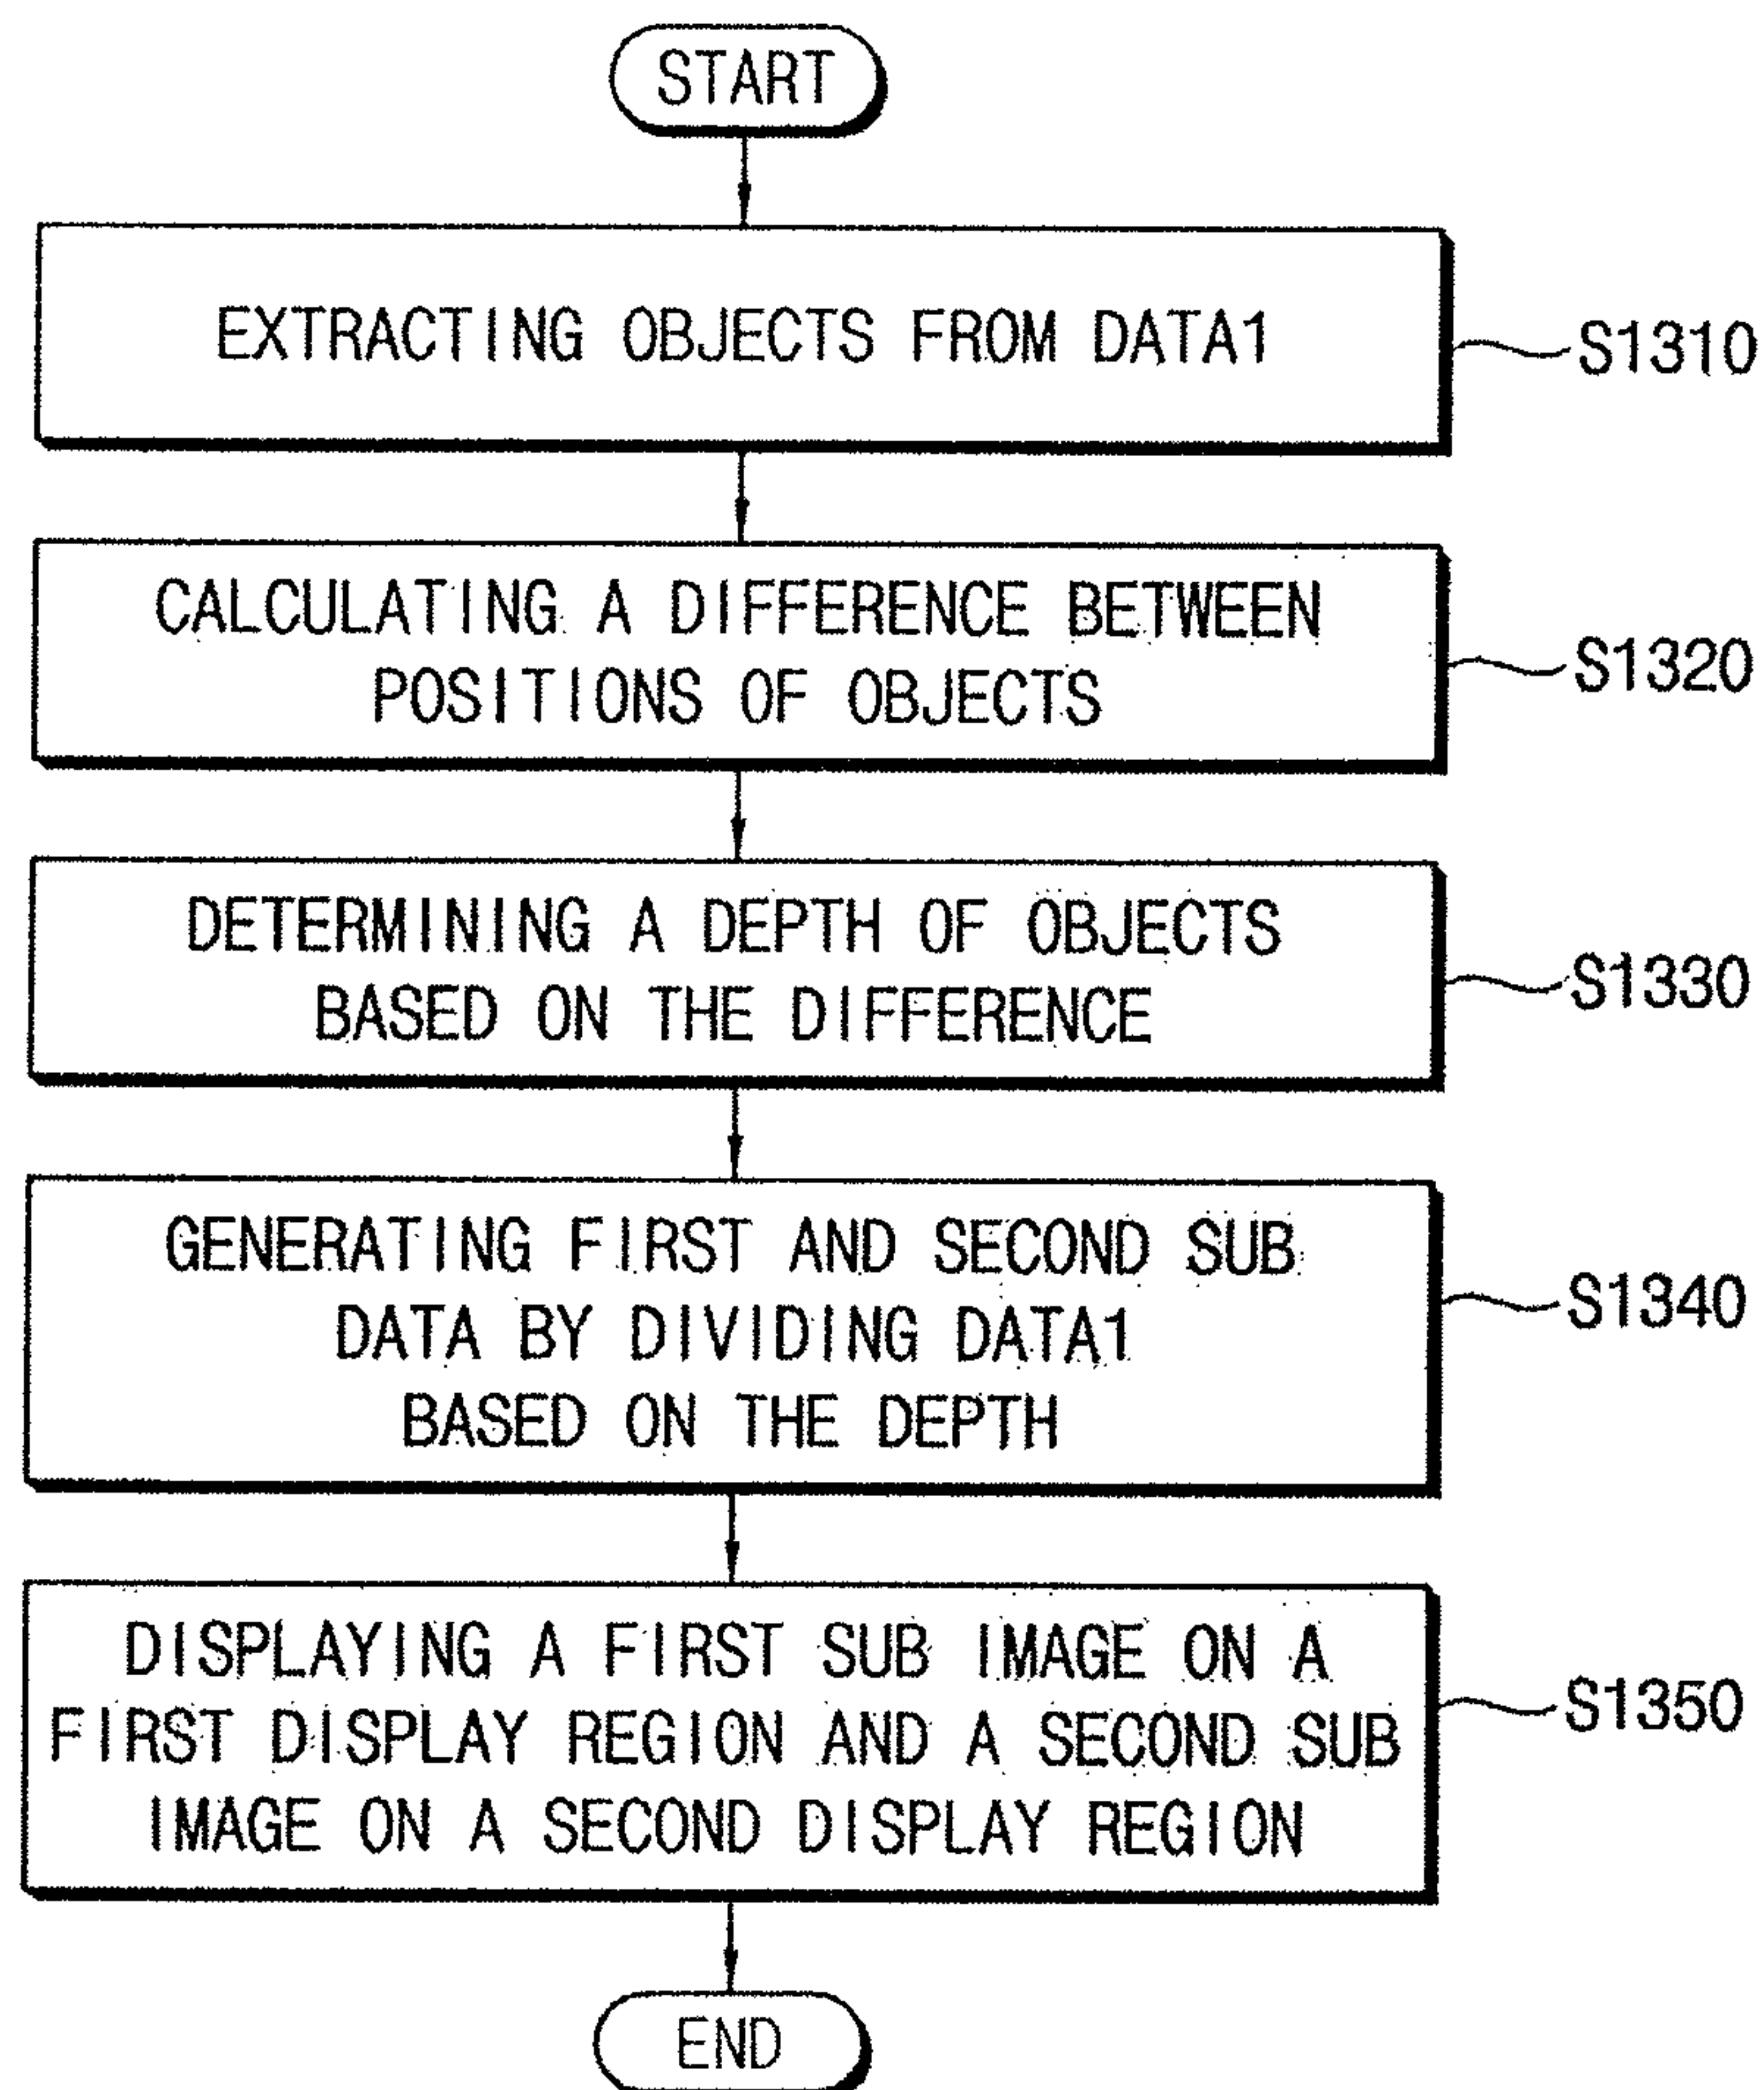 START
EXTRACTING OBJECTS FROM DATA1
S1310
CALCULATING A DIFFERENCE BETWEEN
POSITIONS OF OBJECTS
S1320
DETERMINING A DEPTH OF OBJECTS
BASED ON THE DIFFERENCE
S1330
GENERATING FIRST AND SECOND SUB
DATA BY DIVIDING DATA1
BASED ON THE DEPTH
S1340
DISPLAYING A FIRST SUB IMAGE ON A
FIRST DISPLAY REGION AND A SECOND SUB
IMAGE ON A SECOND DISPLAY REGION
S1350
END